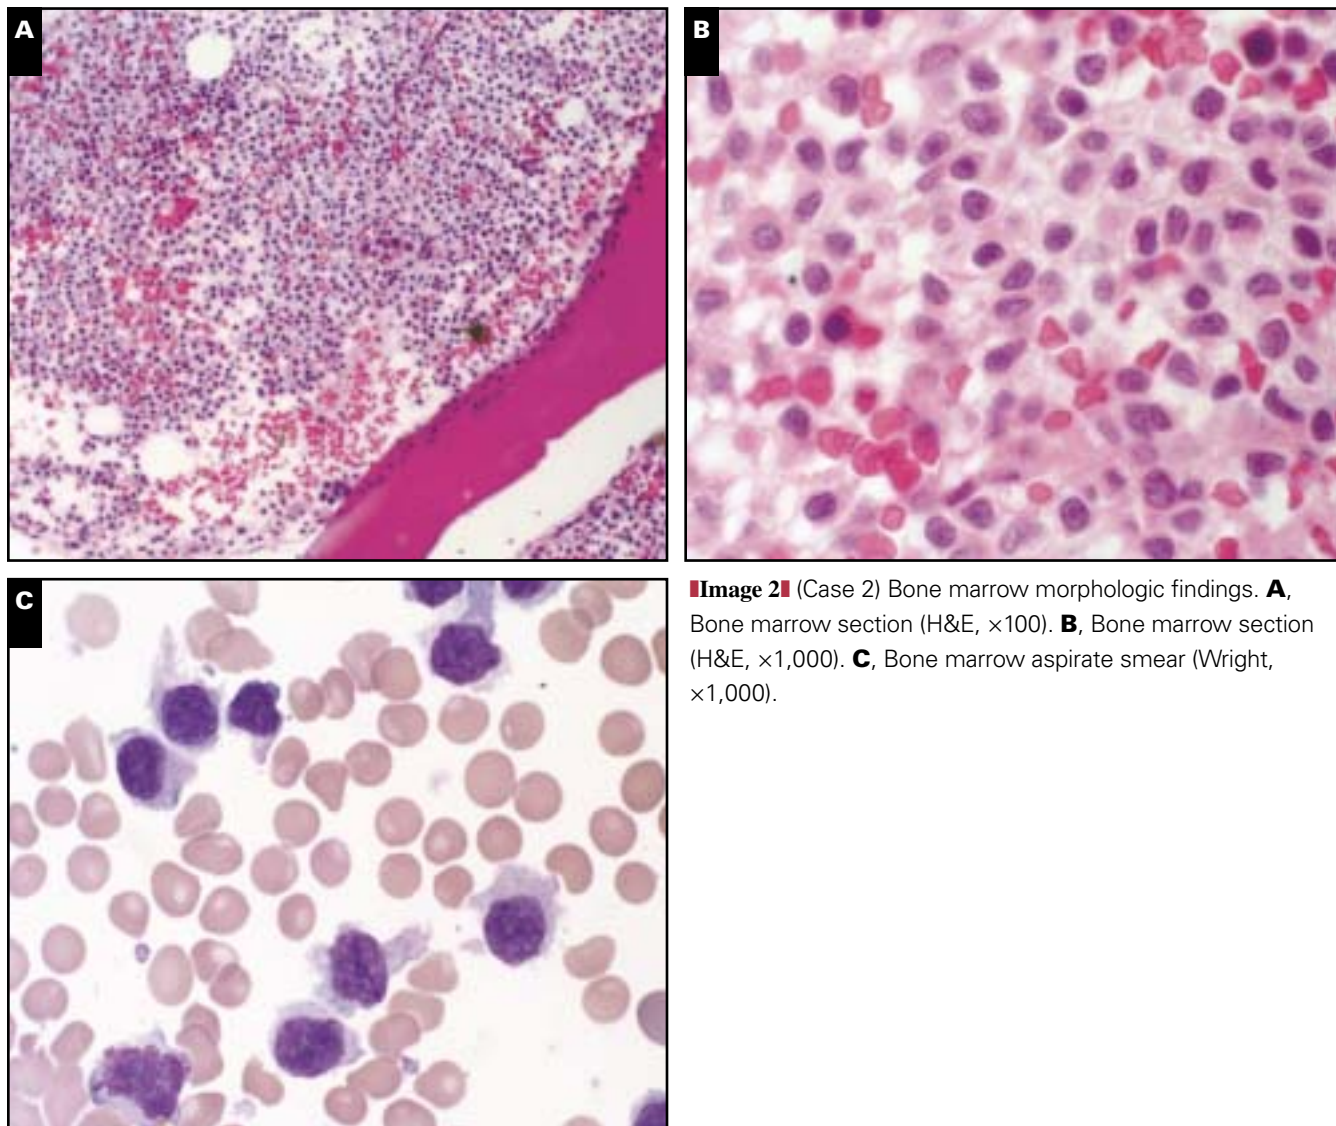 A
B
C
❚Image 2❚ (Case 2) Bone marrow morphologic findings. A,
Bone marrow section (H&E, ×100). B, Bone marrow section
(H&E, ×1,000). C, Bone marrow aspirate smear (Wright,
×1,000).